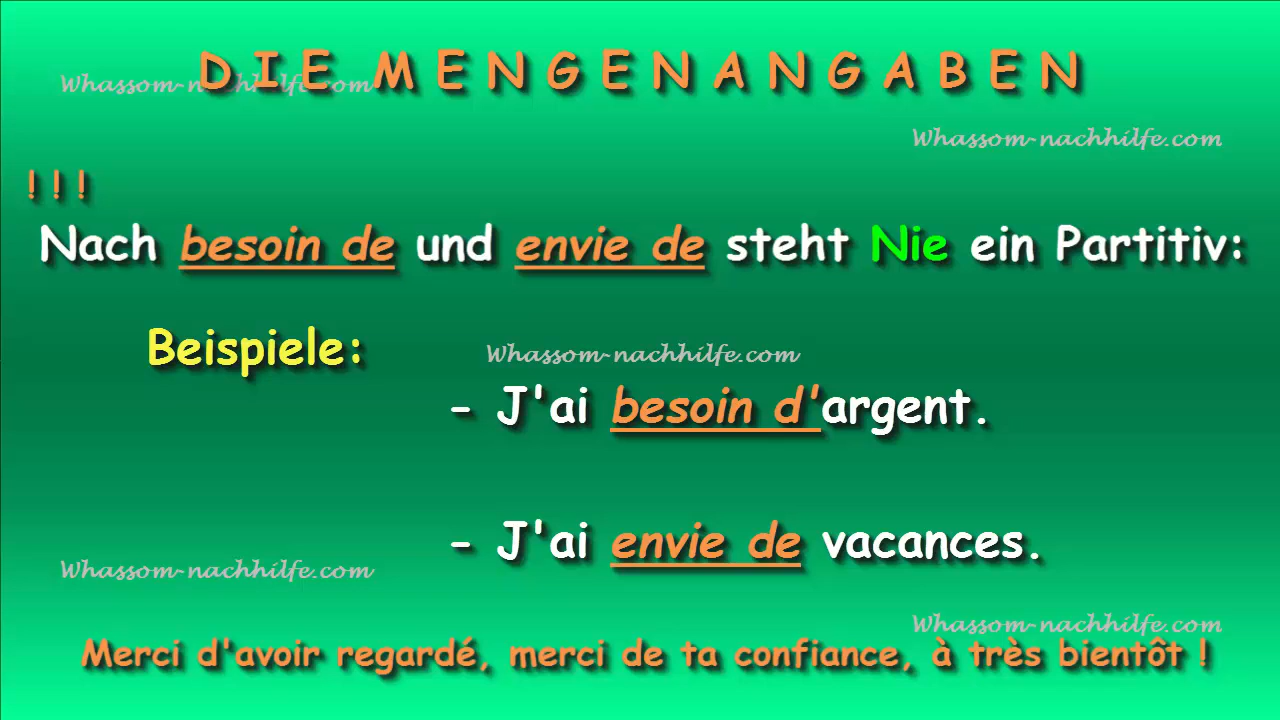 DIE MENGENANGABEN
Whassom-nachhilfe.com
Whassom-nachhilfe.com
! ! !
Nach besoin de und envie de steht Nie ein Partitiv:
Beispiele:
Whassom-nachhilfe.com
- J'ai besoin d'argent.
- J'ai envie de vacances.
Whassom-nachhilfe.com
Whassom-nachhilfe.com
Merci d'avoir regardé, merci de ta confiance, à très bientôt !